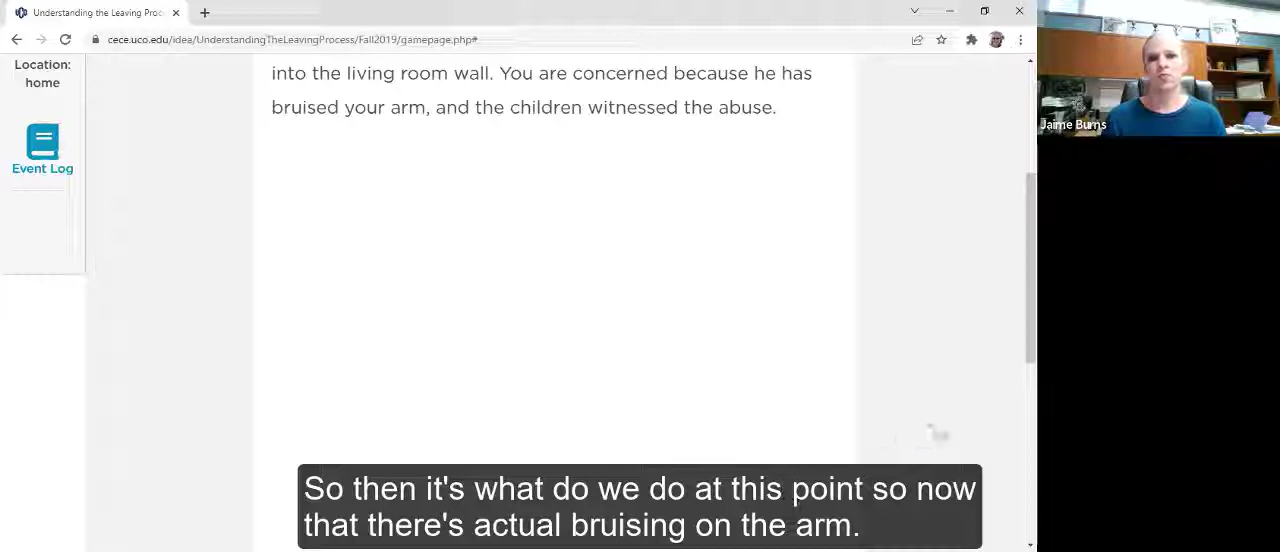 Understanding the Leaving Proc
cece.uco.edu/idea/UnderstandingTheLeavingProcess/Fall2019/gamepage.php#
Location:
home
Event Log
into the living room wall. You are concerned because he has
bruised your arm, and the children witnessed the abuse.
Jaime Burns
So then it's what do we do at this point so now
that there's actual bruising on the arm.